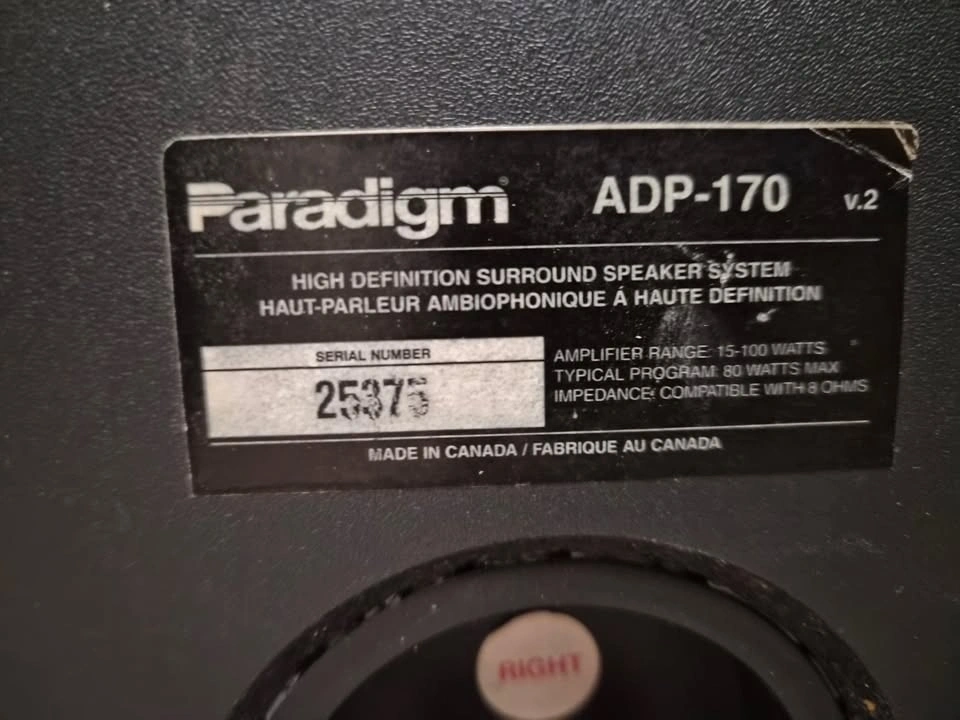 Paradigm® ADP-170 v.2
HIGH DEFINITION SURROUND SPEAKER SYSTEM
HAUT-PARLEUR AMBIOPHONIQUE Á HAUTE DEFINITION
SERIAL NUMBER
25375
AMPLIFIER RANGE: 15-100 WATTS
TYPICAL PROGRAM: 80 WATTS MAX
IMPEDANCE: COMPATIBLE WITH 8 OHMS
MADE IN CANADA / FABRIQUE AU CANADA
RIGHT